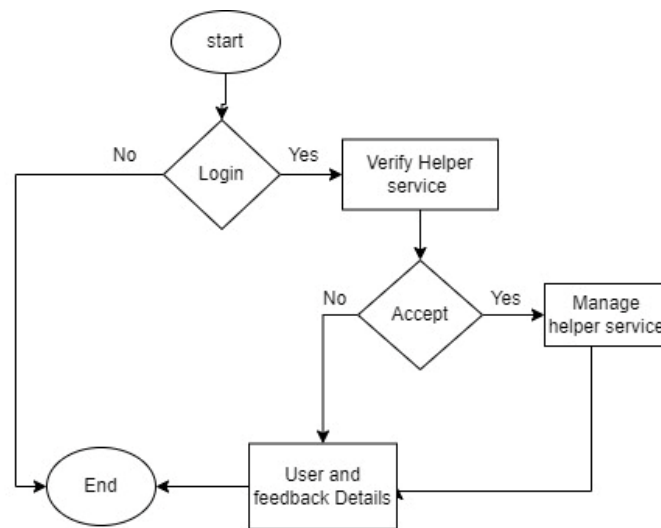 start
No
Yes
Login
Verify Helper
service
No
Accept
Yes
Manage
helper service
User and
feedback Details
End